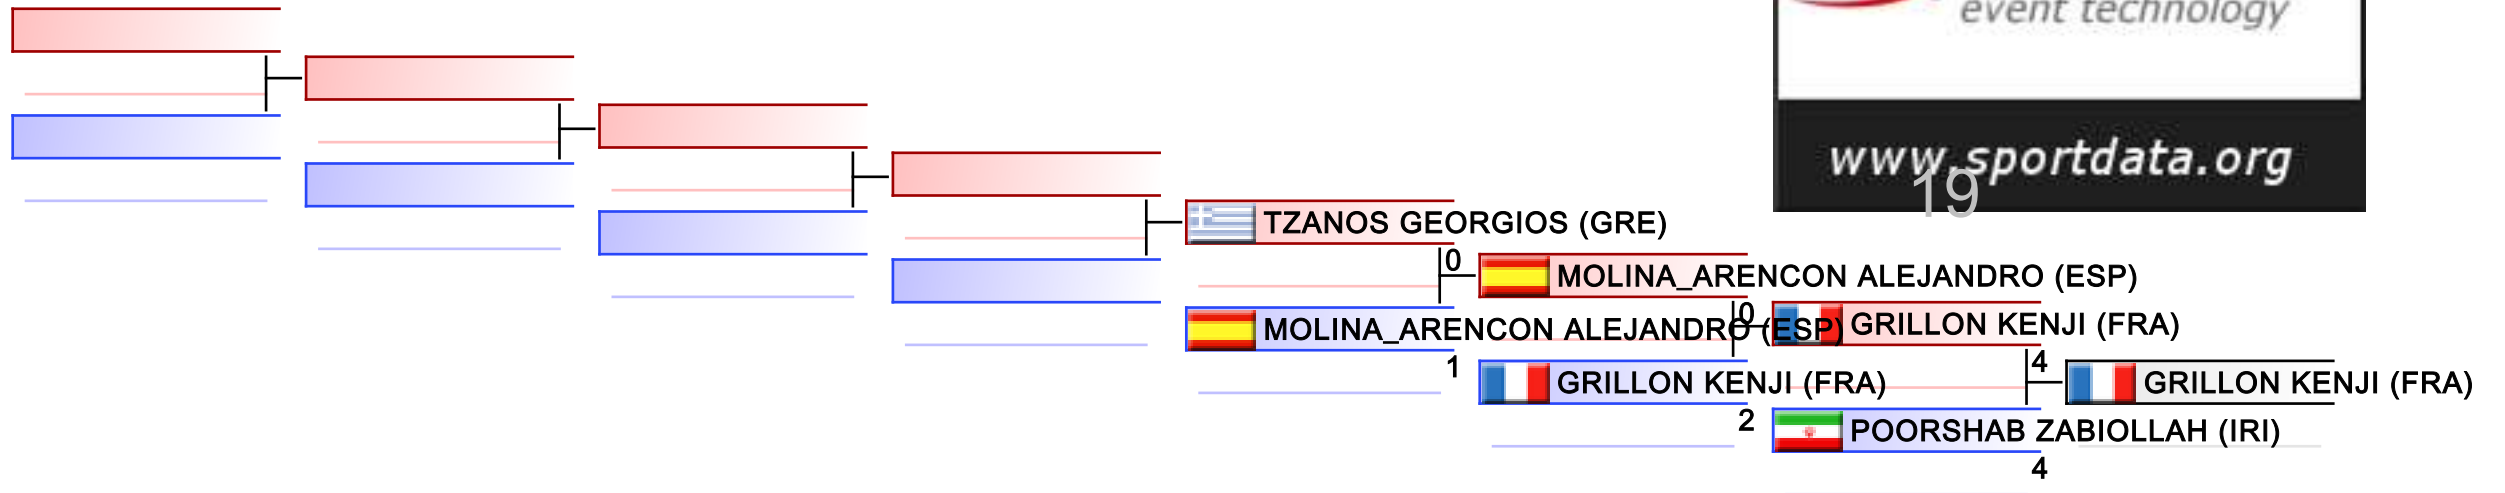 event technology
www.sportdata.org
19
TZANOS GEORGIOS (GRE)
0
MOLINA_ARENCON ALEJANDRO (ESP)
MOLINA_ARENCON ALEJANDRO (ESP)
1
0
GRILLON KENJI (FRA)
GRILLON KENJI (FRA)
2
4
GRILLON KENJI (FRA)
POORSHAB ZABIOLLAH (IRI)
4